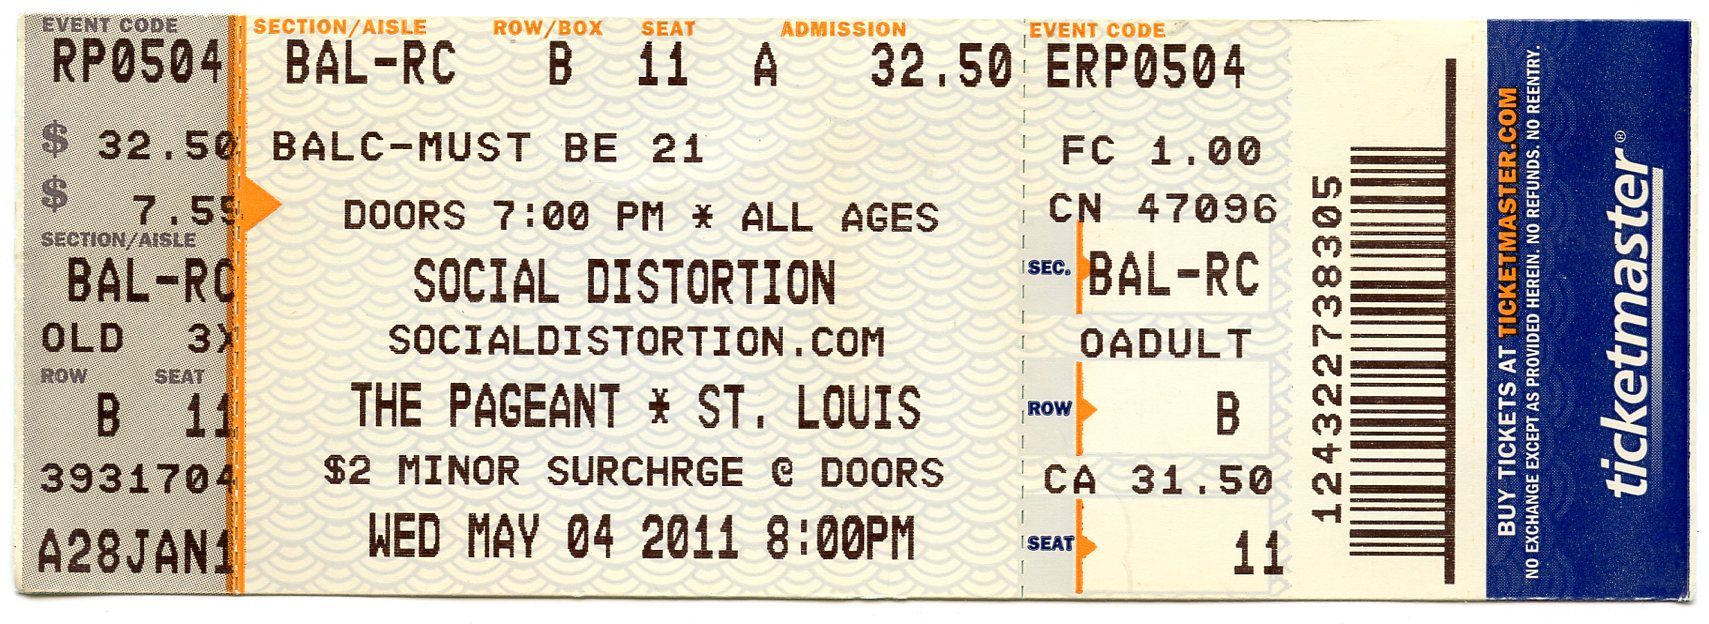 EVENT CODE
RP0504
$ 32.50
$ 7.55
SECTION/AISLE
BAL-RC
OLD 3X
ROW SEAT
B 11
3931704
A28JAN1
SECTION/AISLE ROW/BOX SEAT ADMISSION
BAL-RC B 11 A 32.50
BALC-MUST BE 21
DOORS 7:00 PM * ALL AGES
SOCIAL DISTORTION
SOCIALDISTORTION.COM
THE PAGEANT * ST. LOUIS
$2 MINOR SURCHRGE @ DOORS
WED MAY 04 2011 8:00PM
EVENT CODE
ERP0504
FC 1.00
CN 47096
SEC. BAL-RC
OADULT
ROW B
CA 31.50
SEAT 11
124322738305
BUY TICKETS AT TICKETMASTER.COM
NO EXCHANGE EXCEPT AS PROVIDED HEREIN. NO REFUNDS. NO REENTRY.
ticketmaster®